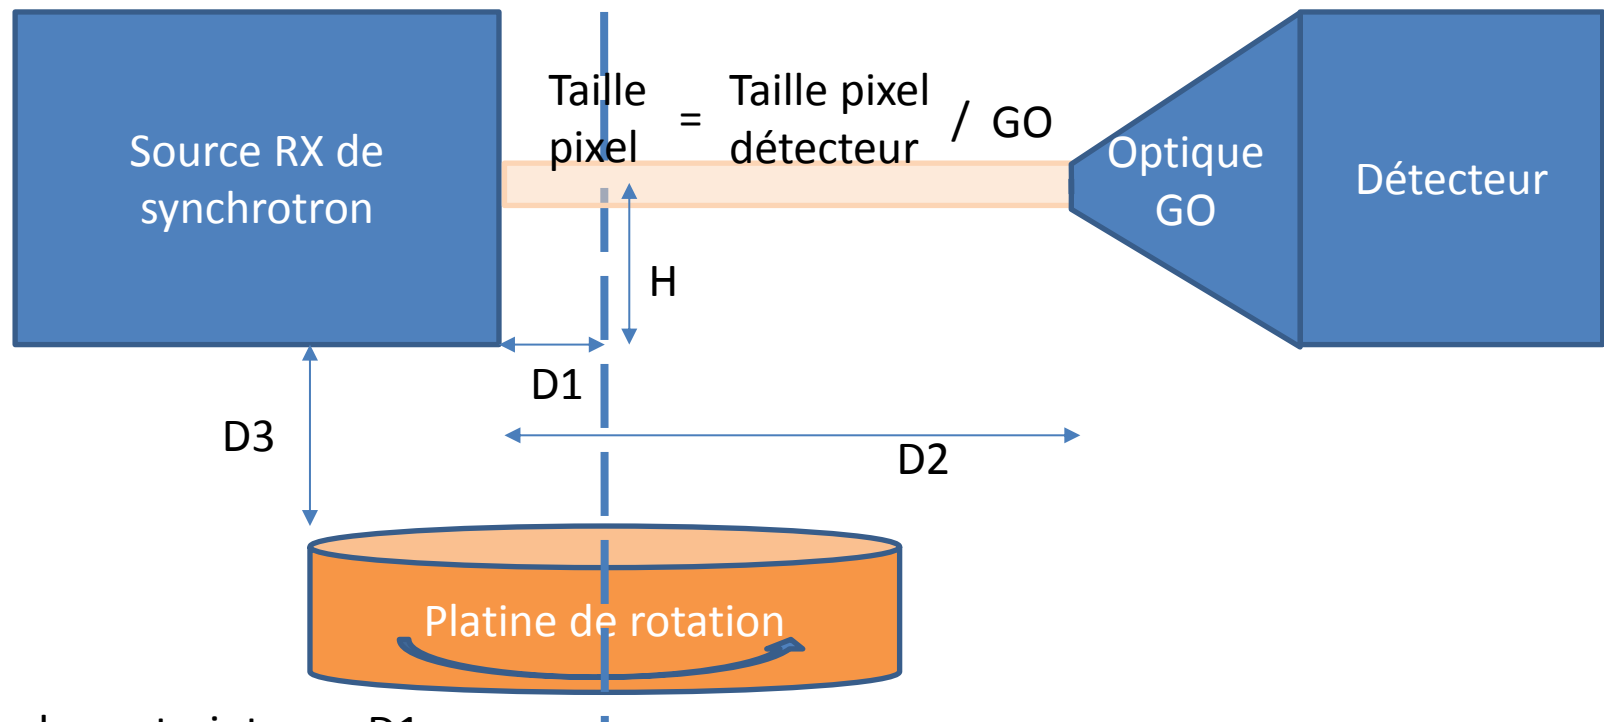 Source RX de
synchrotron
Taille
pixel
=
Taille pixel
détecteur
/ GO
Optique
GO
Détecteur
H
D1
D3
D2
Platine de rotation
D1